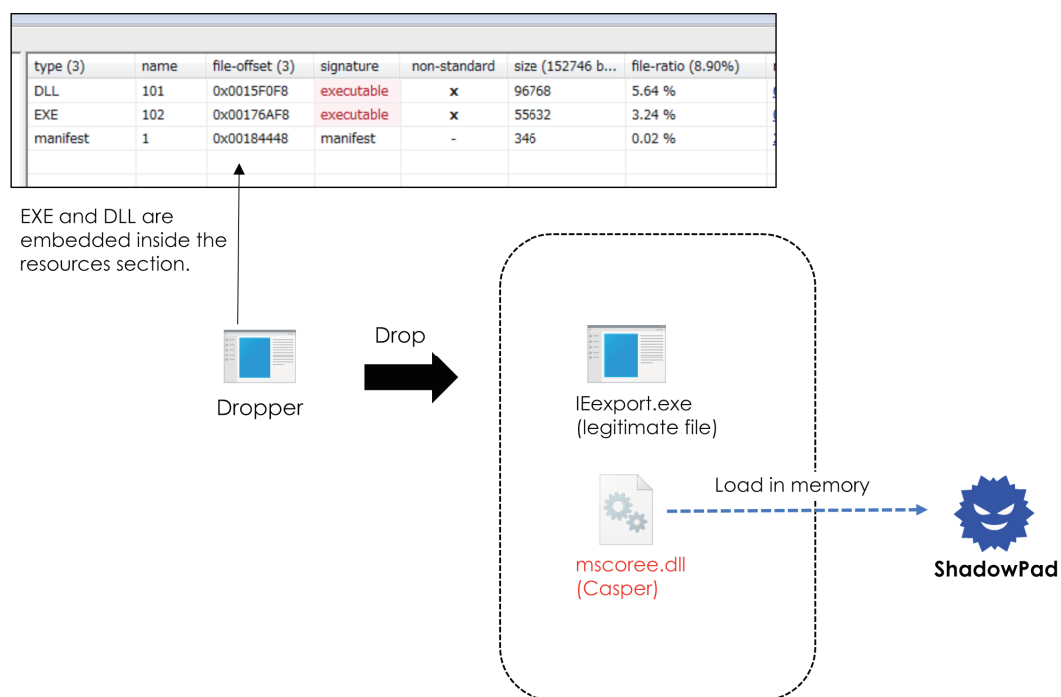 type (3) name file-offset (3) signature non-standard size (152746 b... file-ratio (8.90%)
DLL 101 0x0015F0F8 executable x 96768 5.64 %
EXE 102 0x00176AF8 executable x 55632 3.24 %
manifest 1 0x00184448 manifest - 346 0.02 %
EXE and DLL are
embedded inside the
resources section.
Drop
Dropper
IEexport.exe
(legitimate file)
Load in memory
mscoree.dll
(Casper)
ShadowPad